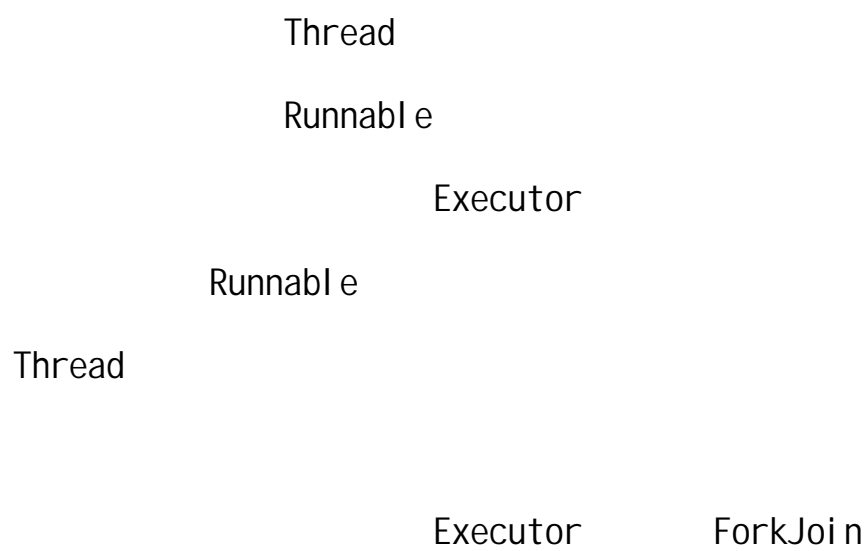 Thread
Runnable
Executor
Runnable
Thread
Executor ForkJoin